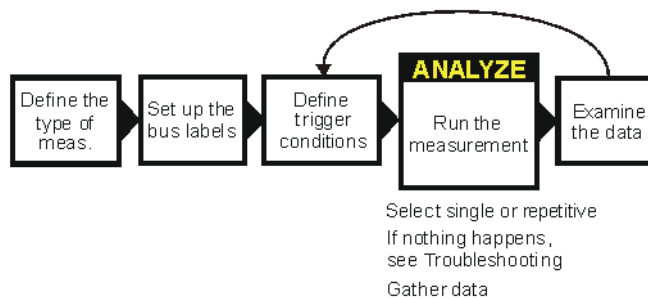 Define the
type of
meas.
Set up the
bus labels
Define
trigger
conditions
ANALYZE
Run the
measurement
Examine
the data
Select single or repetitive
If nothing happens,
see Troubleshooting
Gather data